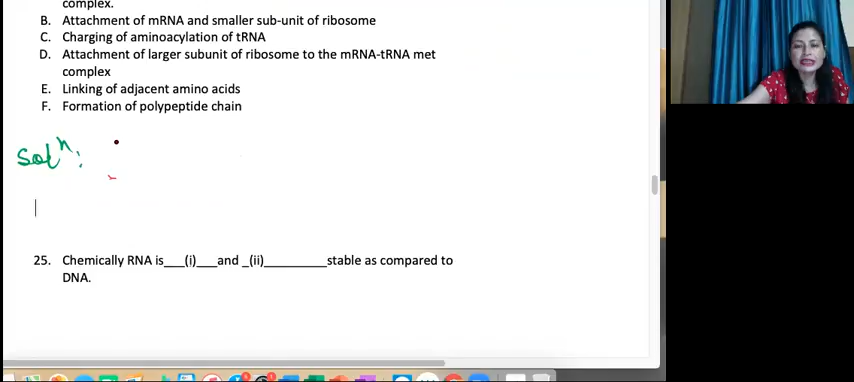 complex.
B. Attachment of mRNA and smaller sub-unit of ribosome
C. Charging of aminoacylation of tRNA
D. Attachment of larger subunit of ribosome to the mRNA-tRNA met
complex
E. Linking of adjacent amino acids
F. Formation of polypeptide chain
Solⁿ:
25. Chemically RNA is___(i)___and _(ii)_________stable as compared to
DNA.